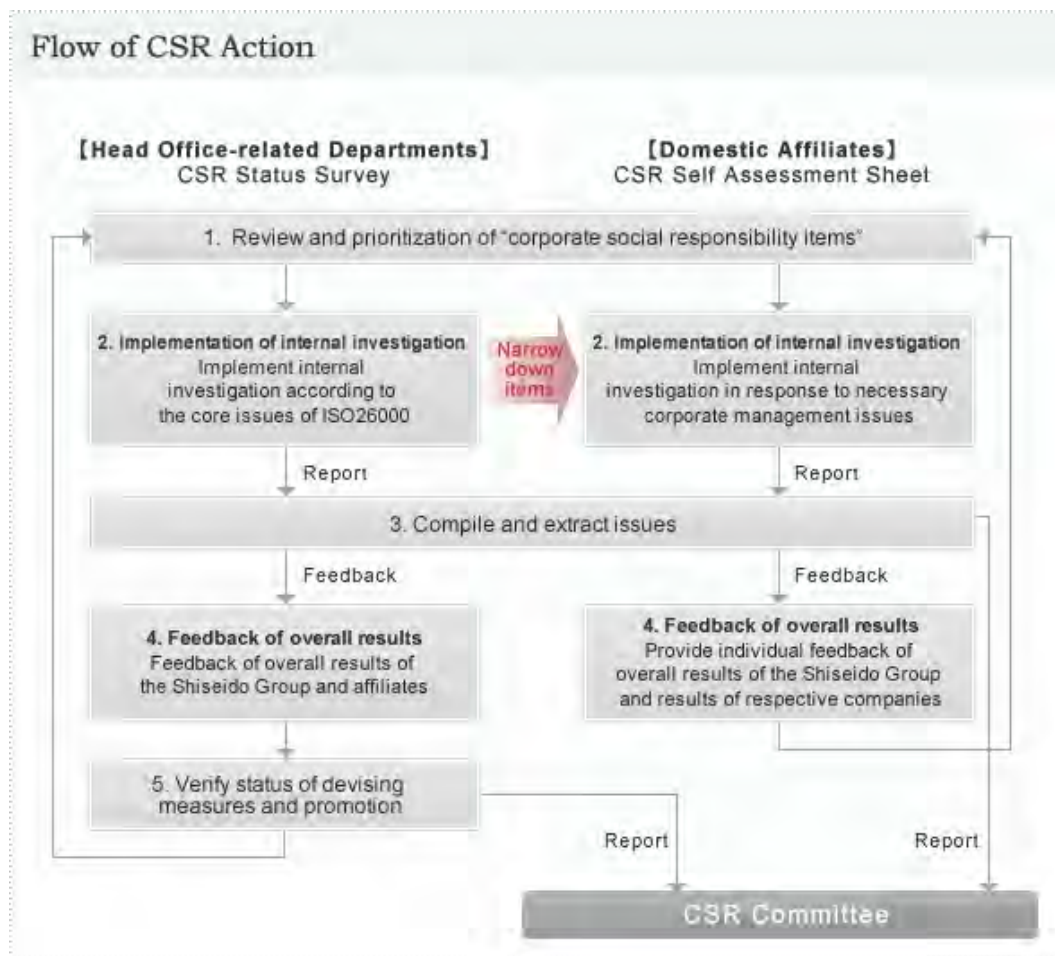 Flow of CSR Action
【Head Office-related Departments】
CSR Status Survey
【Domestic Affiliates】
CSR Self Assessment Sheet
1. Review and prioritization of "corporate social responsibility items"
2. Implementation of internal investigation
Implement internal
investigation according to
the core issues of ISO26000
Narrow
down
items
2. Implementation of internal investigation
Implement internal
investigation in response to necessary
corporate management issues
Report
Report
3. Compile and extract issues
Feedback
Feedback
4. Feedback of overall results
Feedback of overall results of
the Shiseido Group and affiliates
4. Feedback of overall results
Provide individual feedback of
overall results of the Shiseido Group
and results of respective companies
5. Verify status of devising
measures and promotion
Report
Report
CSR Committee